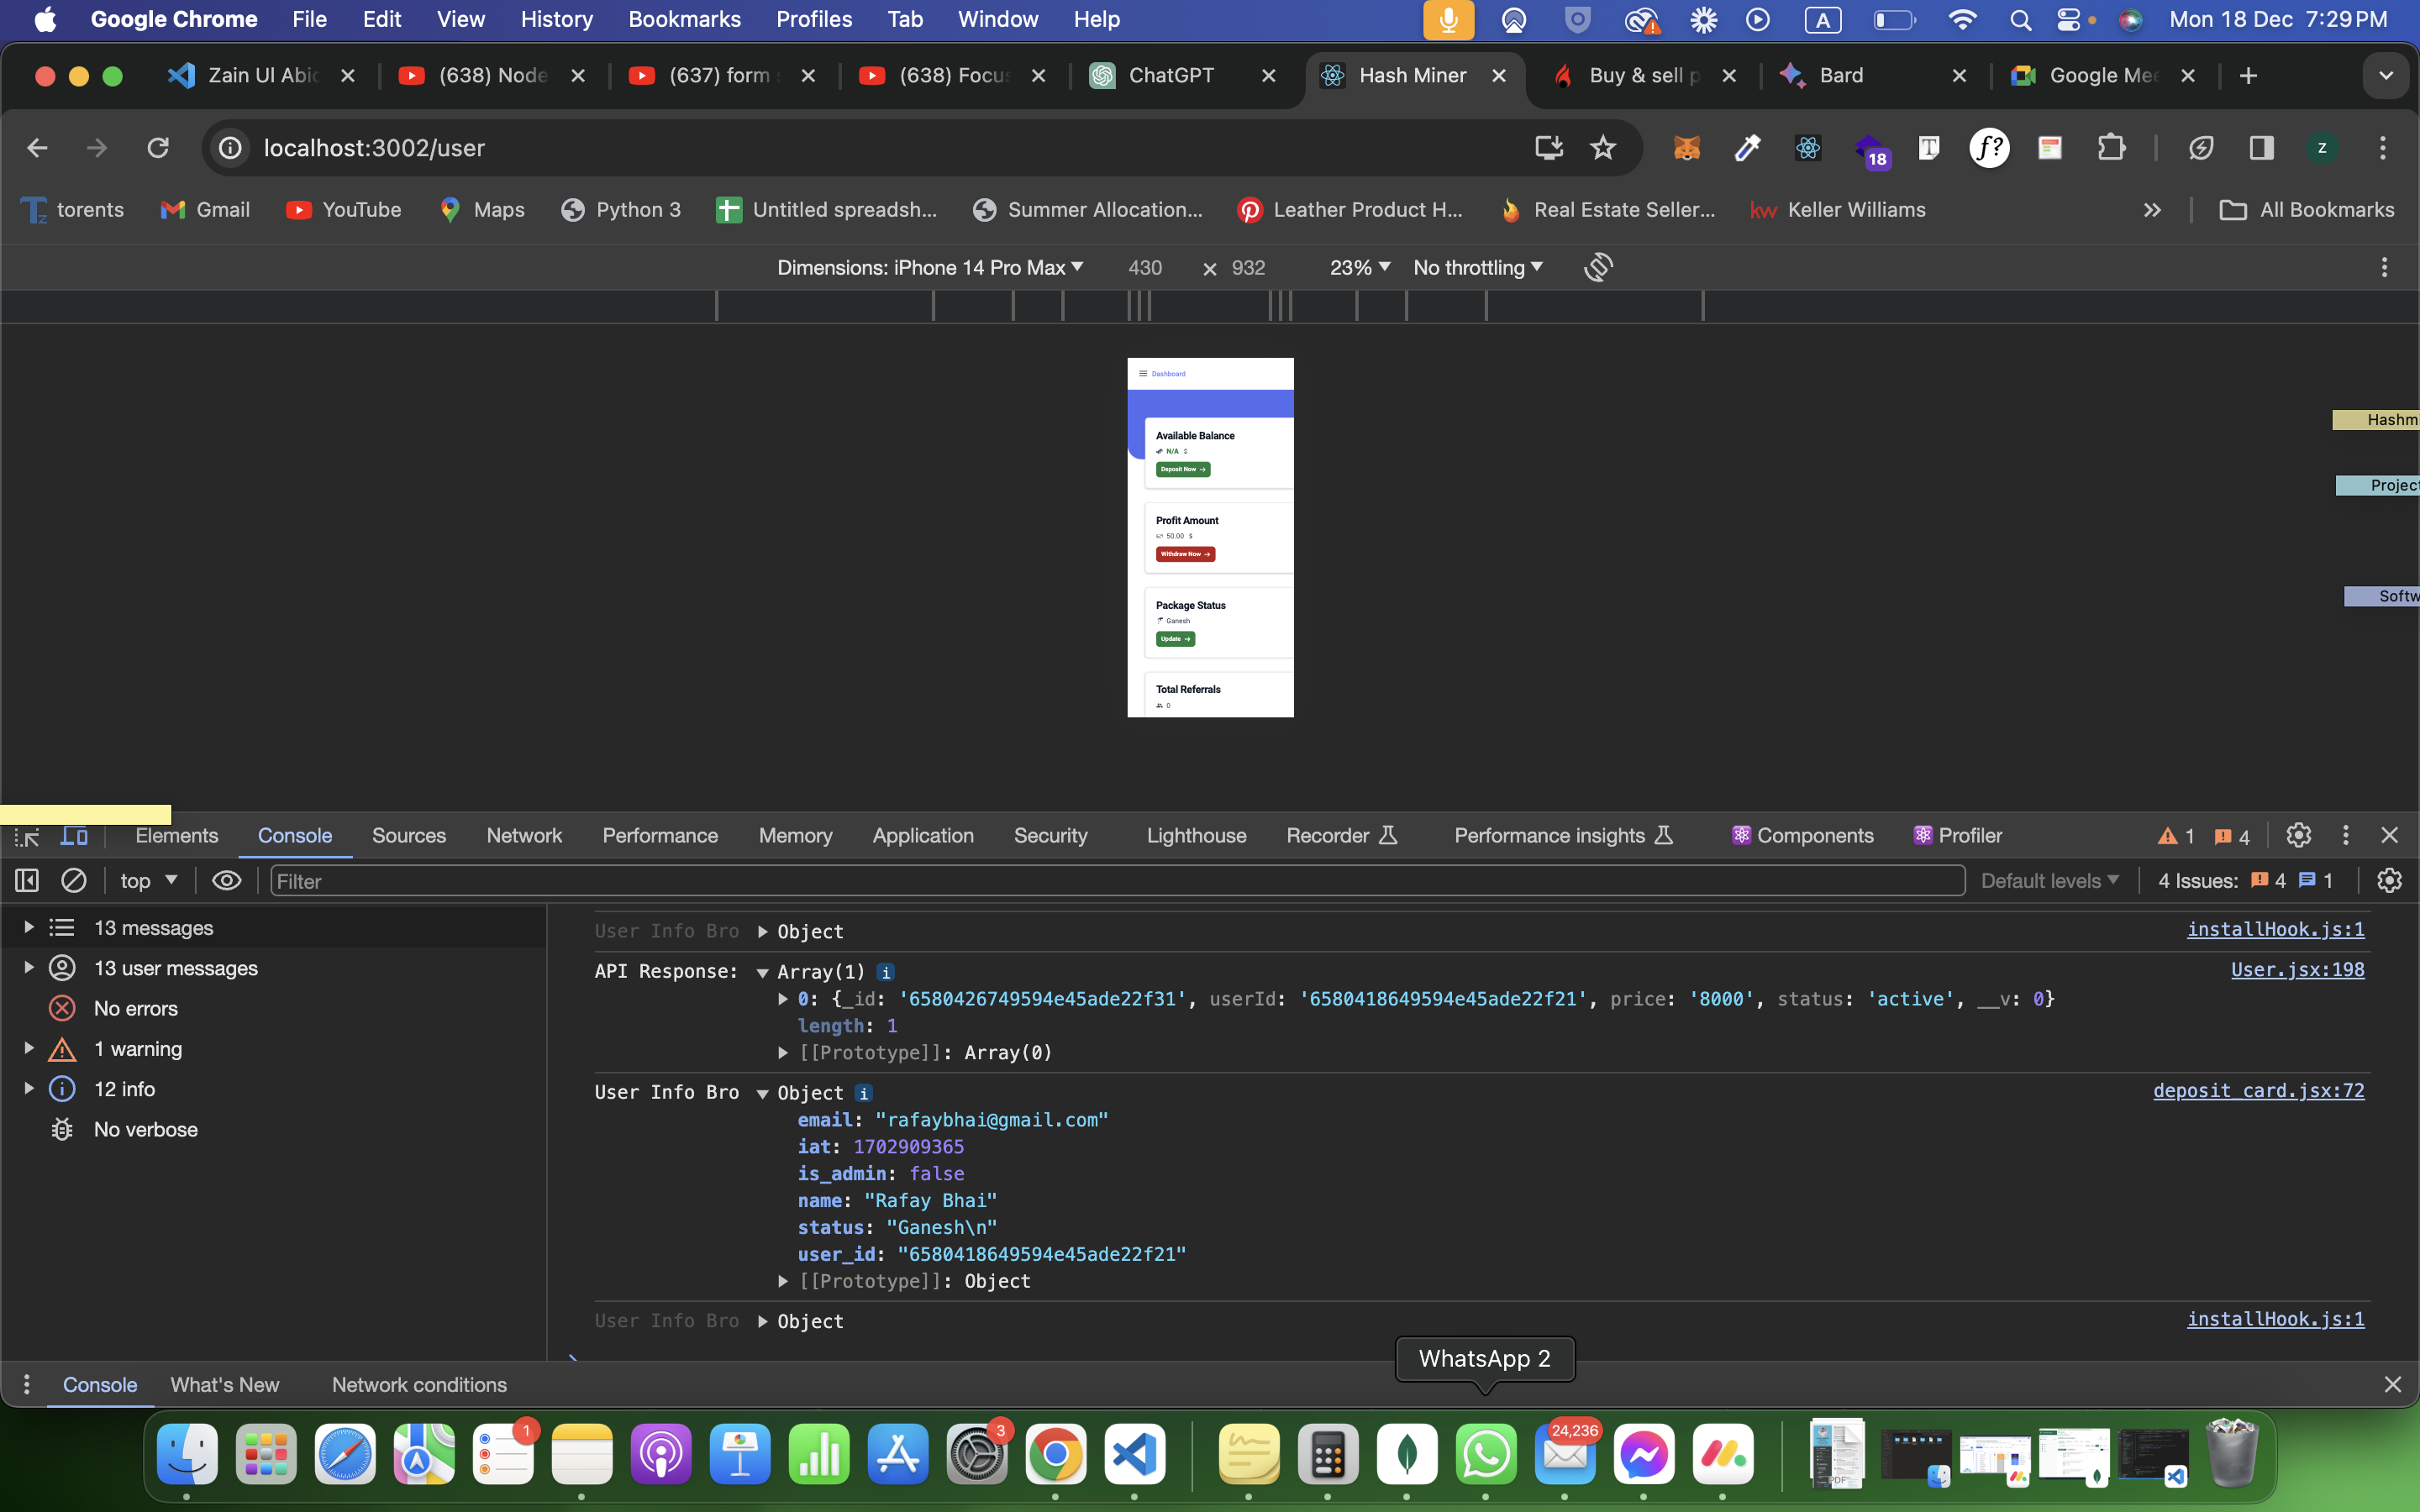 Google Chrome File Edit View History Bookmarks Profiles Tab Window Help A Mon 18 Dec 7:29 PM
Zain UI Abid (638) Node (637) form (638) Focus ChatGPT Hash Miner Buy & sell p Bard Google Mee
localhost:3002/user 18 T f? z
Tz torents Gmail YouTube Maps Python 3 Untitled spreadsh... Summer Allocation... Leather Product H... kw Real Estate Seller... Keller Williams » All Bookmarks
Dimensions: iPhone 14 Pro Max 430 × 932 23% No throttling
Dashboard
Hashm
Available Balance
N/A $
Deposit Now →
Project
Profit Amount
50.00 $
Withdraw Now →
Softw
Package Status
Ganesh
Update →
Total Referrals
0
Elements Console Sources Network Performance Memory Application Security Lighthouse Recorder Performance insights Components Profiler 1 4
top Filter Default levels 4 Issues: 4 1
13 messages
13 user messages
No errors
1 warning
12 info
No verbose
User Info Bro Object installHook.js:1
API Response: Array(1) i User.jsx:198
0: {_id: '6580426749594e45ade22f31', userId: '6580418649594e45ade22f21', price: '8000', status: 'active', __v: 0}
length: 1
[[Prototype]]: Array(0)
User Info Bro Object i deposit_card.jsx:72
email: "rafaybhai@gmail.com"
iat: 1702909365
is_admin: false
name: "Rafay Bhai"
status: "Ganesh\n"
user_id: "6580418649594e45ade22f21"
[[Prototype]]: Object
User Info Bro Object installHook.js:1
WhatsApp 2
Console What's New Network conditions
1 3 24,236
PDF